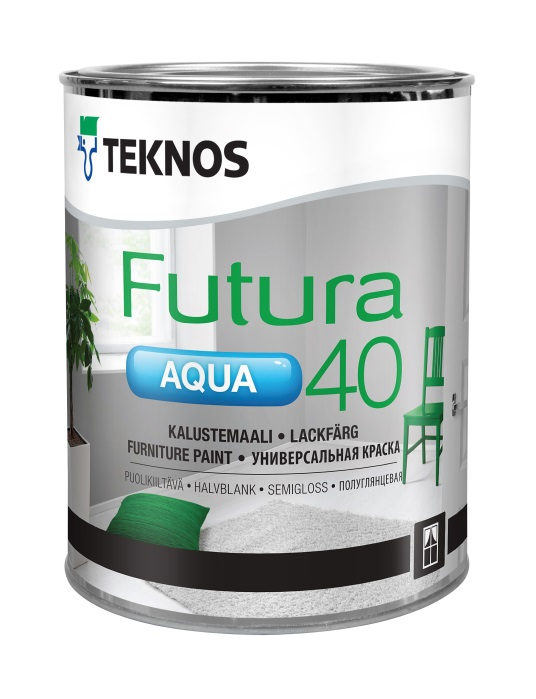 TEKNOS
Futura
AQUA 40
KALUSTEMAALI • LACKFÄRG
FURNITURE PAINT • УНИВЕРСАЛЬНАЯ КРАСКА
PUOLIKIILTÄVÄ • HALVBLANK • SEMIGLOSS • ПОЛУГЛЯНЦЕВАЯ